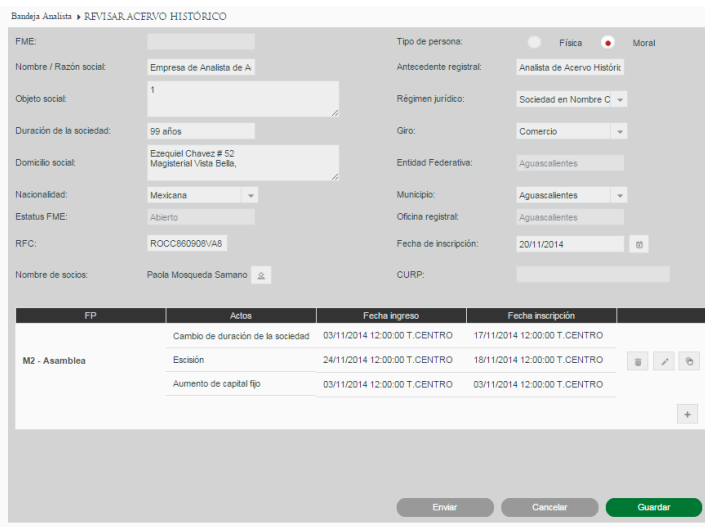 Bandeja Analista ▸ REVISAR ACERVO HISTÓRICO
FME: Tipo de persona: Física Moral
Nombre / Razón social: Empresa de Analista de A Antecedente registral: Analista de Acervo Históric
Objeto social: 1 Régimen jurídico: Sociedad en Nombre C
Duración de la sociedad: 99 años Giro: Comercio
Domicilio social: Ezequiel Chavez # 52
Magisterial Vista Bella, Entidad Federativa: Aguascalientes
Nacionalidad: Mexicana Municipio: Aguascalientes
Estatus FME: Abierto Oficina registral: Aguascalientes
RFC: ROCC860908VA8 Fecha de inscripción: 20/11/2014
Nombre de socios: Paola Mosqueda Samano CURP:
FP Actos Fecha ingreso Fecha inscripción
Cambio de duración de la sociedad 03/11/2014 12:00:00 T.CENTRO 17/11/2014 12:00:00 T.CENTRO
M2 - Asamblea Escisión 24/11/2014 12:00:00 T.CENTRO 18/11/2014 12:00:00 T.CENTRO
Aumento de capital fijo 03/11/2014 12:00:00 T.CENTRO 03/11/2014 12:00:00 T.CENTRO
+
Enviar Cancelar Guardar